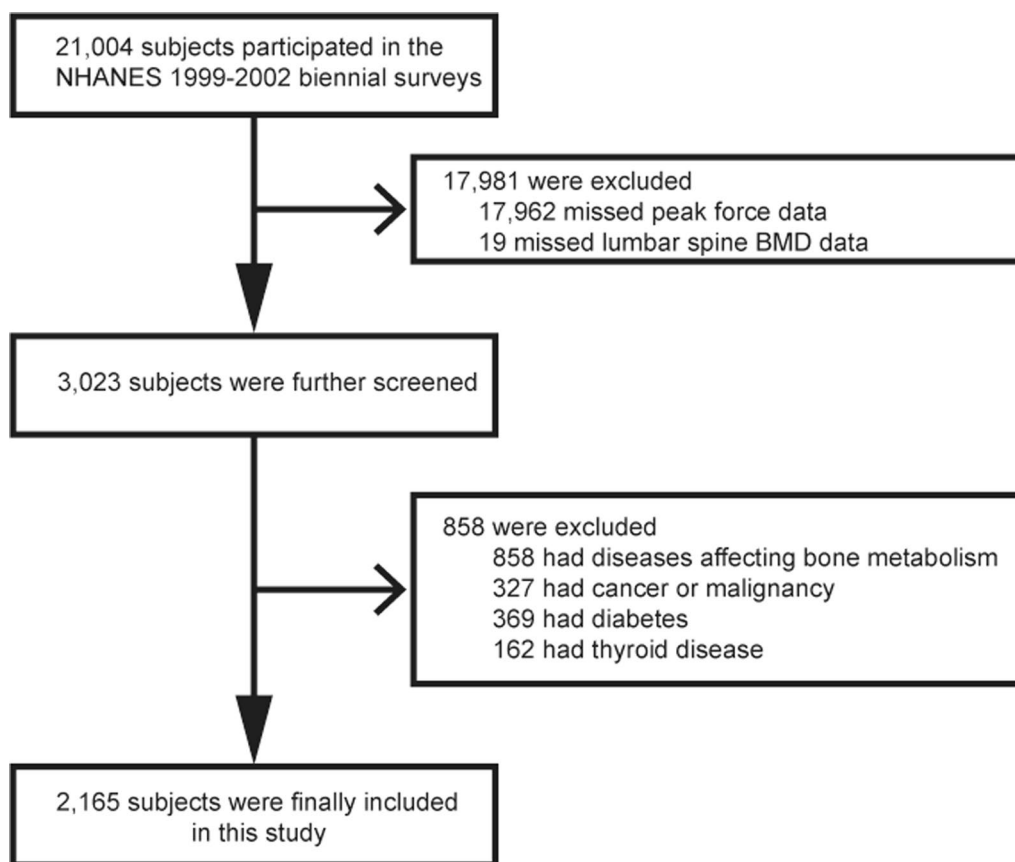 21,004 subjects participated in the
NHANES 1999-2002 biennial surveys
17,981 were excluded
17,962 missed peak force data
19 missed lumbar spine BMD data
3,023 subjects were further screened
858 were excluded
858 had diseases affecting bone metabolism
327 had cancer or malignancy
369 had diabetes
162 had thyroid disease
2,165 subjects were finally included
in this study